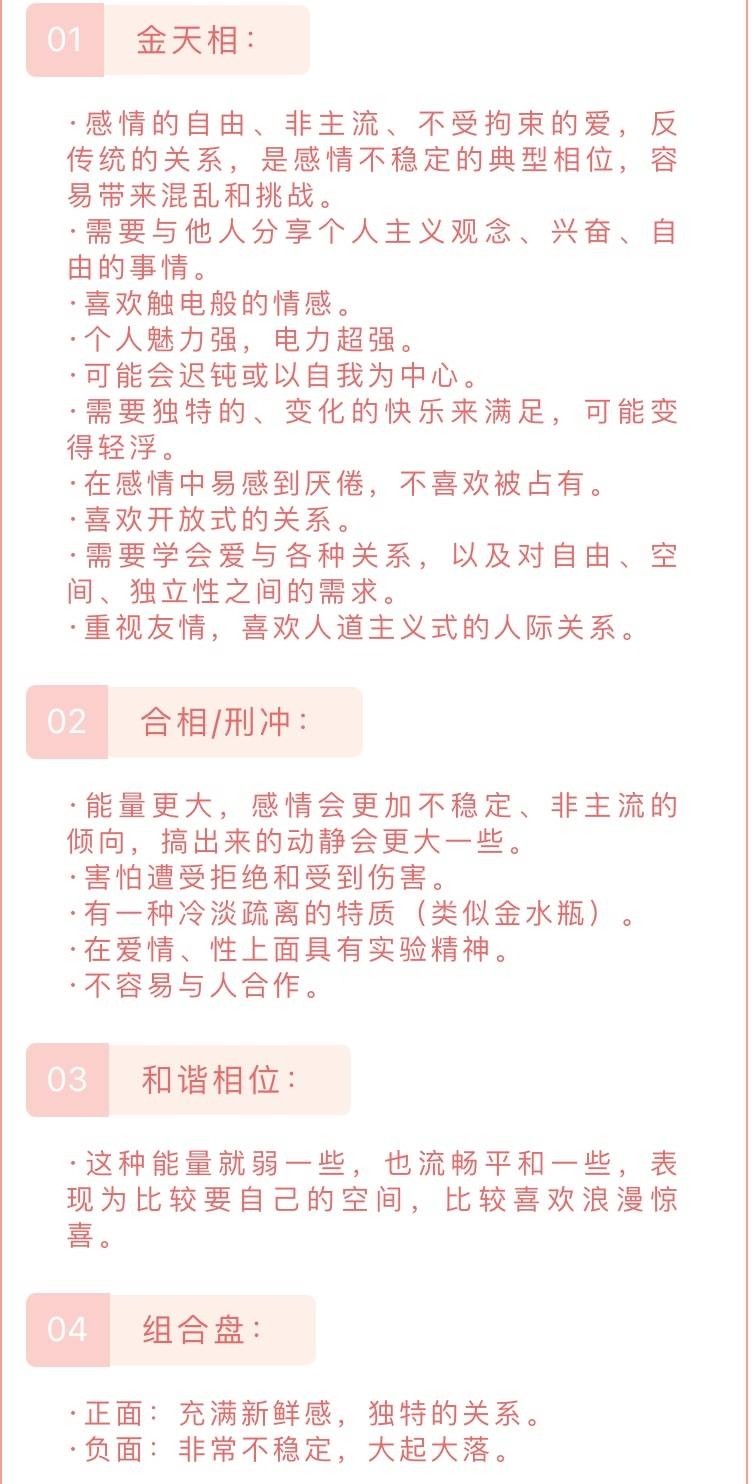 01 金天相：
·感情的自由、非主流、不受拘束的爱，反
传统的关系，是感情不稳定的典型相位，容
易带来混乱和挑战。
·需要与他人分享个人主义观念、兴奋、自
由的事情。
·喜欢触电般的情感。
·个人魅力强，电力超强。
·可能会迟钝或以自我为中心。
·需要独特的、变化的快乐来满足，可能变
得轻浮。
·在感情中易感到厌倦，不喜欢被占有。
·喜欢开放式的关系。
·需要学会爱与各种关系，以及对自由、空
间、独立性之间的需求。
·重视友情，喜欢人道主义式的人际关系。
02 合相/刑冲：
·能量更大，感情会更加不稳定、非主流的
倾向，搞出来的动静会更大一些。
·害怕遭受拒绝和受到伤害。
·有一种冷淡疏离的特质（类似金水瓶）。
·在爱情、性上面具有实验精神。
·不容易与人合作。
03 和谐相位：
·这种能量就弱一些，也流畅平和一些，表
现为比较要自己的空间，比较喜欢浪漫惊
喜。
04 组合盘：
·正面：充满新鲜感，独特的关系。
·负面：非常不稳定，大起大落。